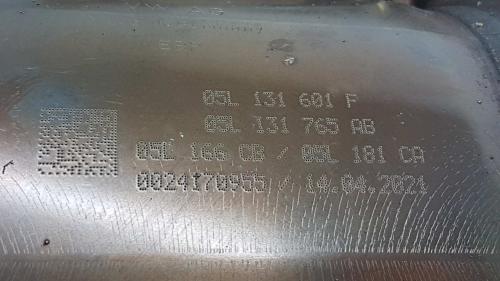 05L 131 601 F
05L 131 765 AB
05L 166 CB / 05L 181 CA
0024170955 / 14.04.2021